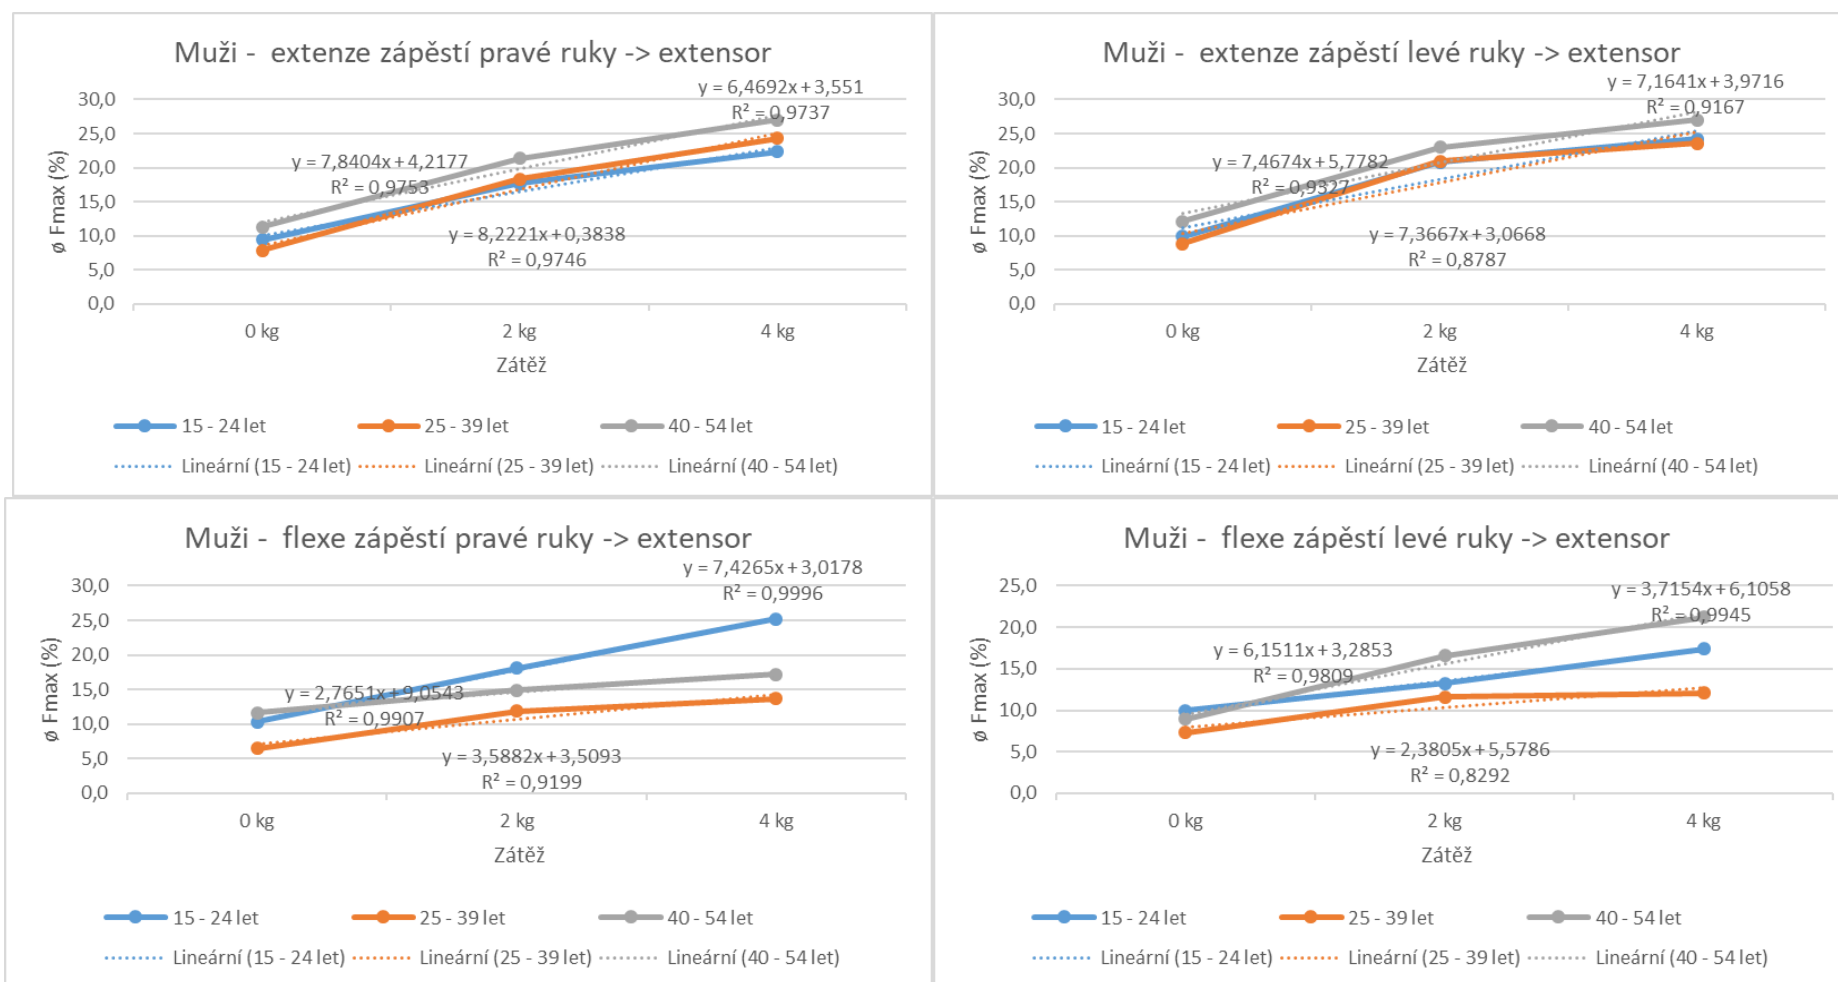 Muži - extenze zápěstí pravé ruky -> extensor
y = 6,4692x + 3,551
R² = 0,9737
y = 7,8404x + 4,2177
R² = 0,9753
y = 8,2221x + 0,3838
R² = 0,9746
ø Fmax (%)
30,0
25,0
20,0
15,0
10,0
5,0
0,0
0 kg 2 kg 4 kg
Zátěž
15 - 24 let 25 - 39 let 40 - 54 let
Lineární (15 - 24 let) Lineární (25 - 39 let) Lineární (40 - 54 let)
Muži - extenze zápěstí levé ruky -> extensor
y = 7,1641x + 3,9716
R² = 0,9167
y = 7,4674x + 5,7782
R² = 0,9327
y = 7,3667x + 3,0668
R² = 0,8787
ø Fmax (%)
30,0
25,0
20,0
15,0
10,0
5,0
0,0
0 kg 2 kg 4 kg
Zátěž
15 - 24 let 25 - 39 let 40 - 54 let
Lineární (15 - 24 let) Lineární (25 - 39 let) Lineární (40 - 54 let)
Muži - flexe zápěstí pravé ruky -> extensor
y = 7,4265x + 3,0178
R² = 0,9996
y = 2,7651x + 9,0543
R² = 0,9907
y = 3,5882x + 3,5093
R² = 0,9199
ø Fmax (%)
30,0
25,0
20,0
15,0
10,0
5,0
0,0
0 kg 2 kg 4 kg
Zátěž
15 - 24 let 25 - 39 let 40 - 54 let
Lineární (15 - 24 let) Lineární (25 - 39 let) Lineární (40 - 54 let)
Muži - flexe zápěstí levé ruky -> extensor
y = 3,7154x + 6,1058
R² = 0,9945
y = 6,1511x + 3,2853
R² = 0,9809
y = 2,3805x + 5,5786
R² = 0,8292
ø Fmax (%)
25,0
20,0
15,0
10,0
5,0
0,0
0 kg 2 kg 4 kg
Zátěž
15 - 24 let 25 - 39 let 40 - 54 let
Lineární (15 - 24 let) Lineární (25 - 39 let) Lineární (40 - 54 let)